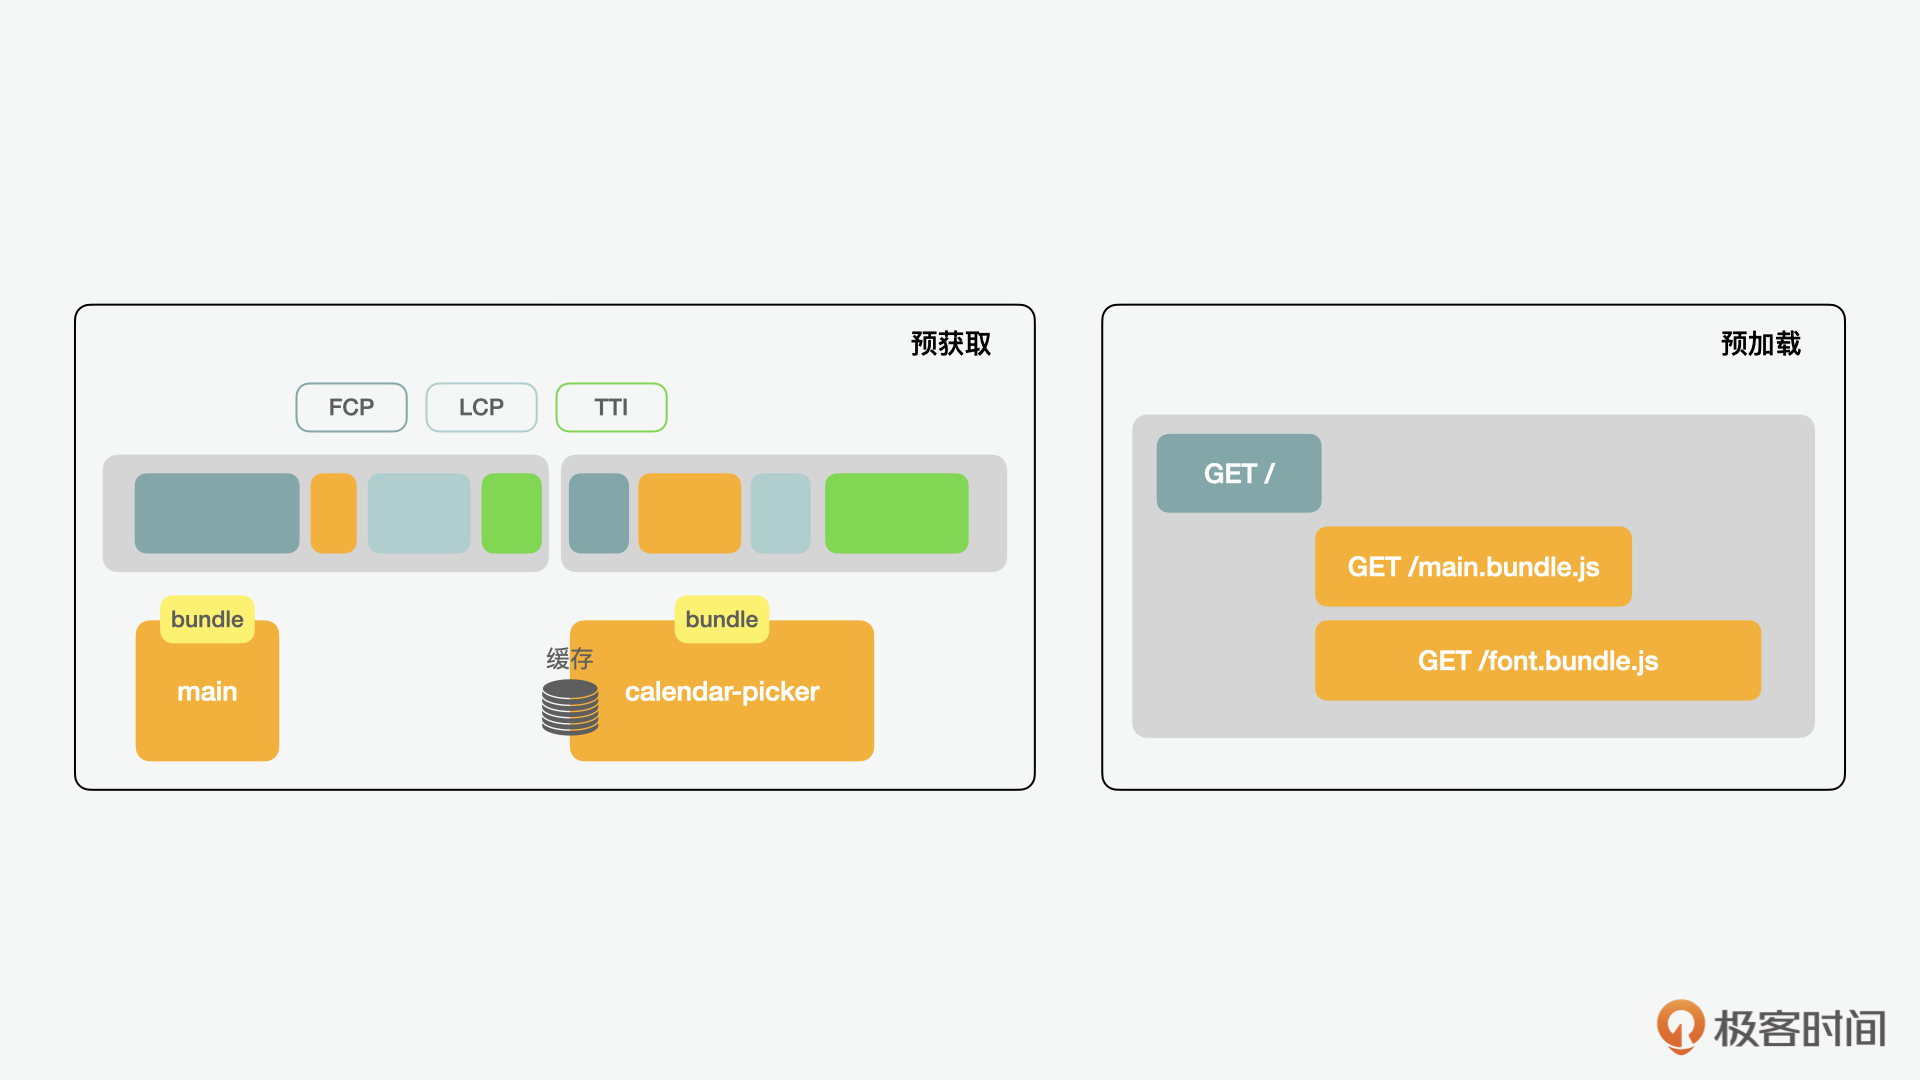 预获取
FCP
LCP
TTI
bundle
main
缓存
bundle
calendar-picker
预加载
GET /
GET /main.bundle.js
GET /font.bundle.js
极客时间